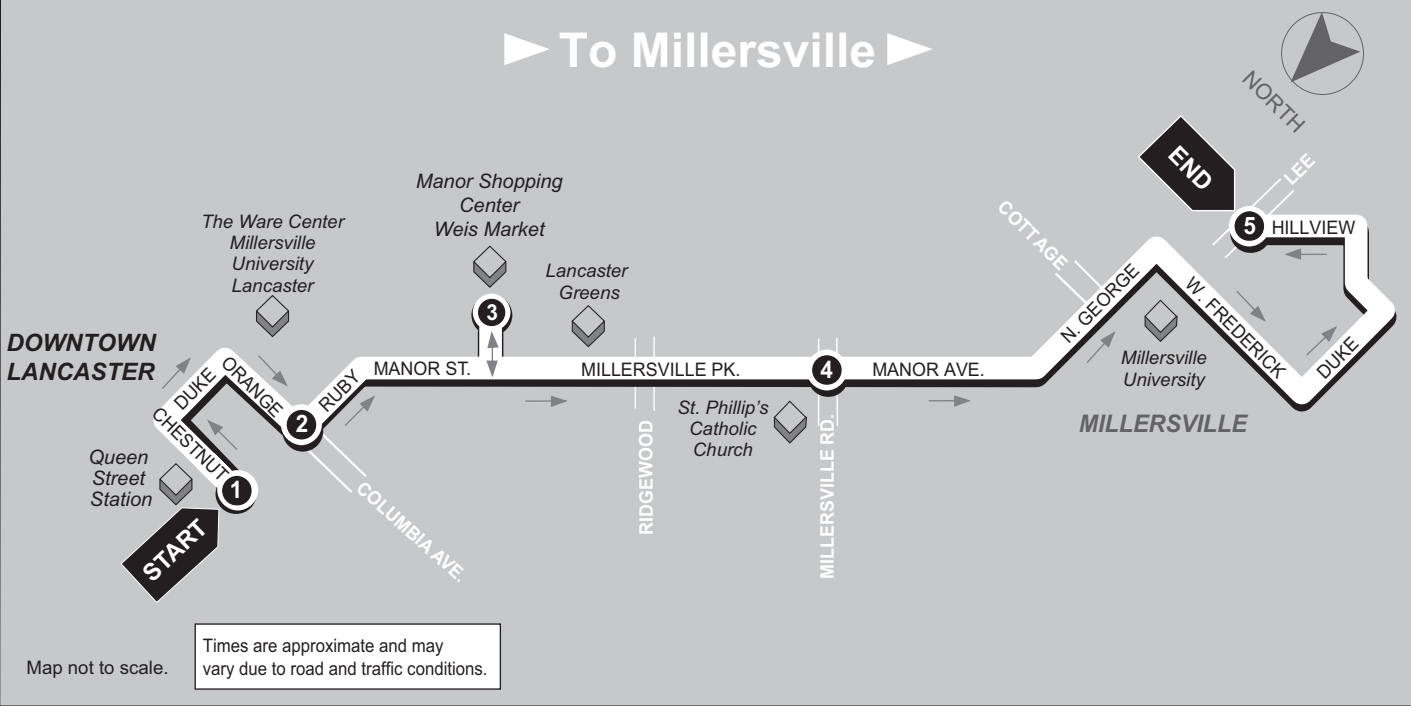 To Millersville
NORTH
END
LEE
5
HILLVIEW
Manor Shopping
Center
Weis Market
The Ware Center
Millersville
University
Lancaster
Lancaster
Greens
COTTAGE
3
DOWNTOWN
LANCASTER
DUKE
ORANGE
RUBY
MANOR ST.
MILLERSVILLE PK.
4
MANOR AVE.
N. GEORGE
W. FREDERICK
DUKE
Millersville
University
MILLERSVILLE
CHESTNUT
2
St. Phillip's
Catholic
Church
RIDGEWOOD
MILLERSVILLE RD.
COLUMBIA AVE.
Queen
Street
Station
1
START
Map not to scale.
Times are approximate and may
vary due to road and traffic conditions.